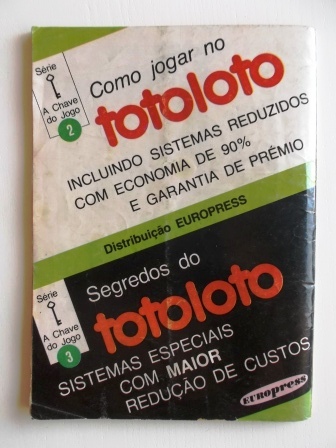 Série
A Chave
do Jogo
2
Como jogar no
totoloto
INCLUINDO SISTEMAS REDUZIDOS
COM ECONOMIA DE 90%
E GARANTIA DE PRÉMIO
Distribuição EUROPRESS
Série
A Chave
do Jogo
3
Segredos do
totoloto
SISTEMAS ESPECIAIS
COM MAIOR
REDUÇÃO DE CUSTOS
EUROpress